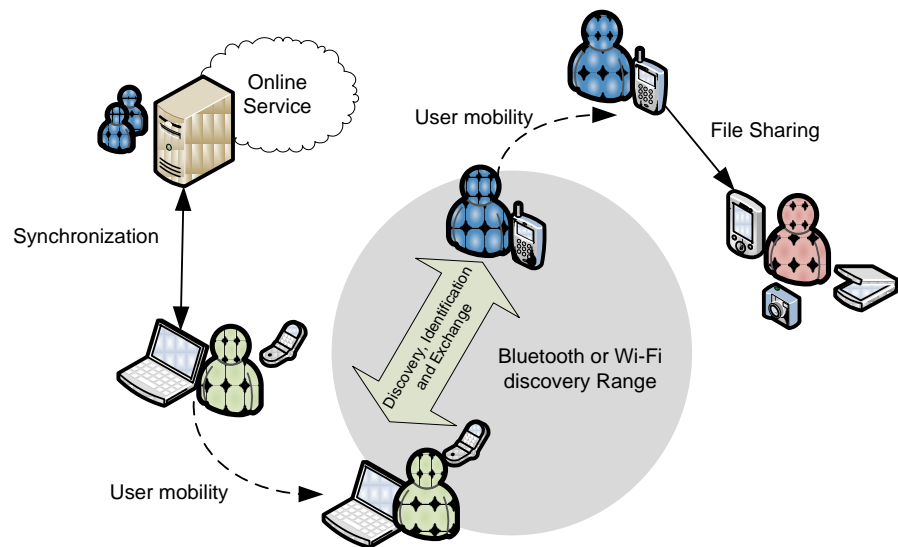 Online
Service
User mobility
File Sharing
Synchronization
Discovery, Identification
and Exchange
Bluetooth or Wi-Fi
discovery Range
User mobility